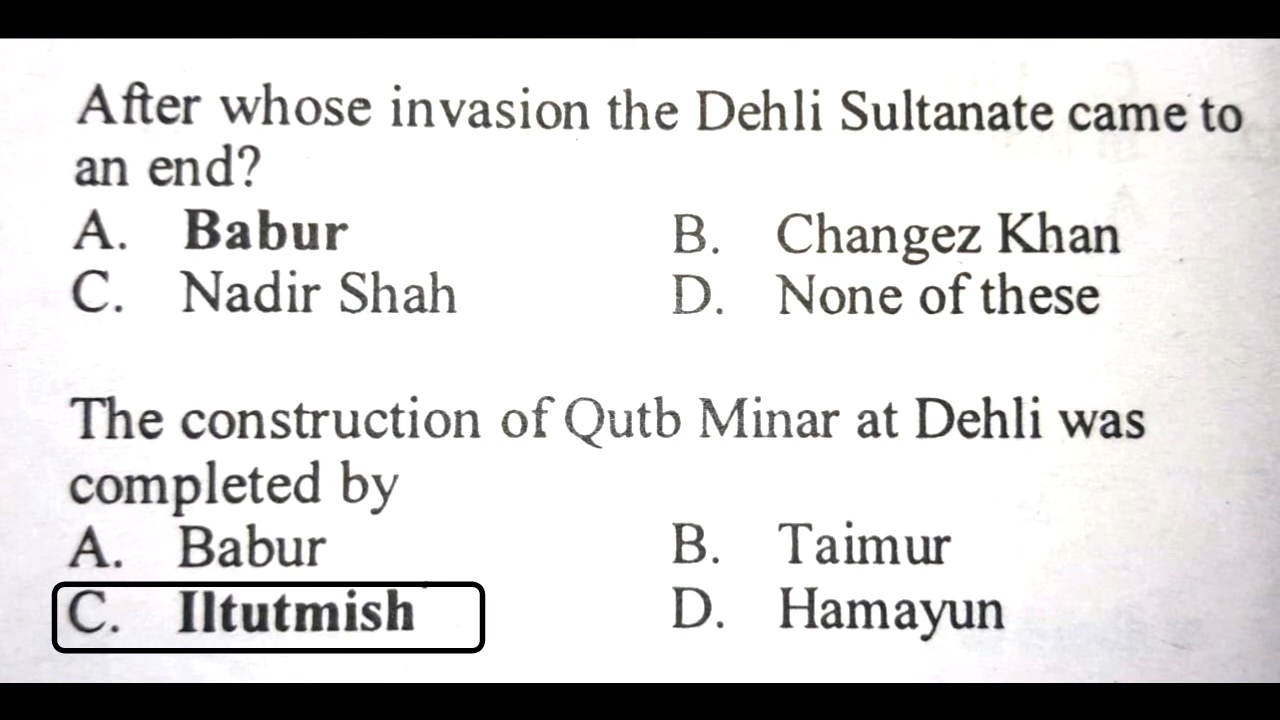 After whose invasion the Dehli Sultanate came to
an end?
A. Babur B. Changez Khan
C. Nadir Shah D. None of these
The construction of Qutb Minar at Dehli was
completed by
A. Babur B. Taimur
C. Iltutmish D. Hamayun